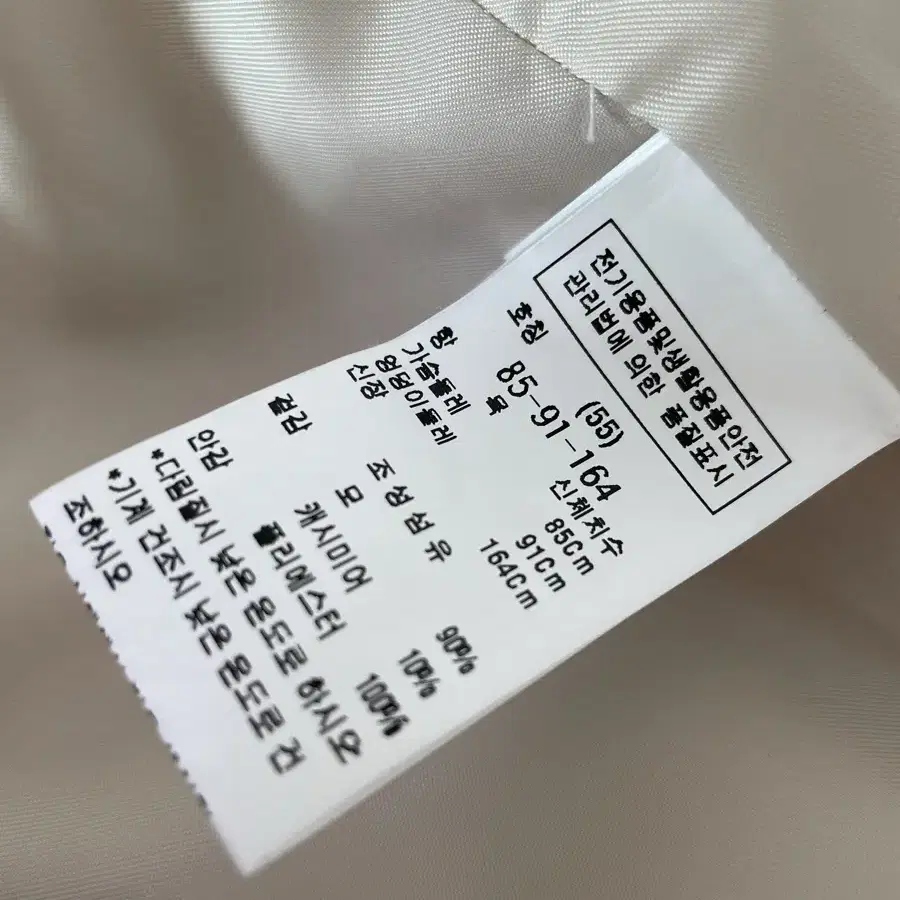 전기용품및생활용품안전
관리법에 의한 품질표시
(55)
호칭 85-91-164
항 목 신체치수
가슴둘레 85Cm
엉덩이둘레 91Cm
신장 164Cm
조 성 섬 유
겉감 모 90%
캐시미어 10%
안감 폴리에스터 100%
*다림질시 낮은 온도로 하시오
*기계 건조시 낮은 온도로 건
조하시오